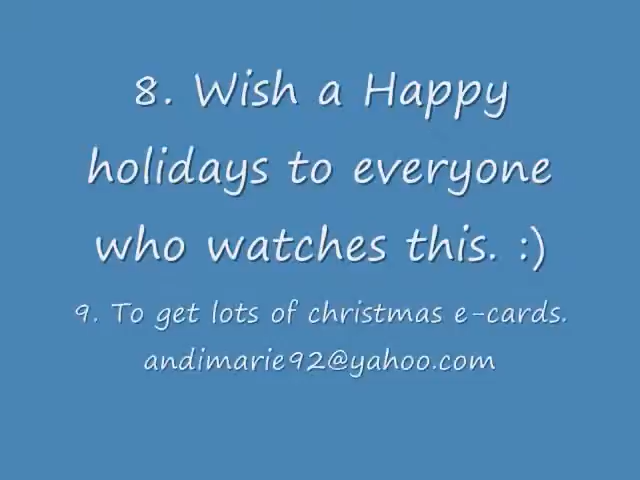 8. Wish a Happy
holidays to everyone
who watches this. :)
9. To get lots of christmas e-cards.
andimarie92@yahoo.com